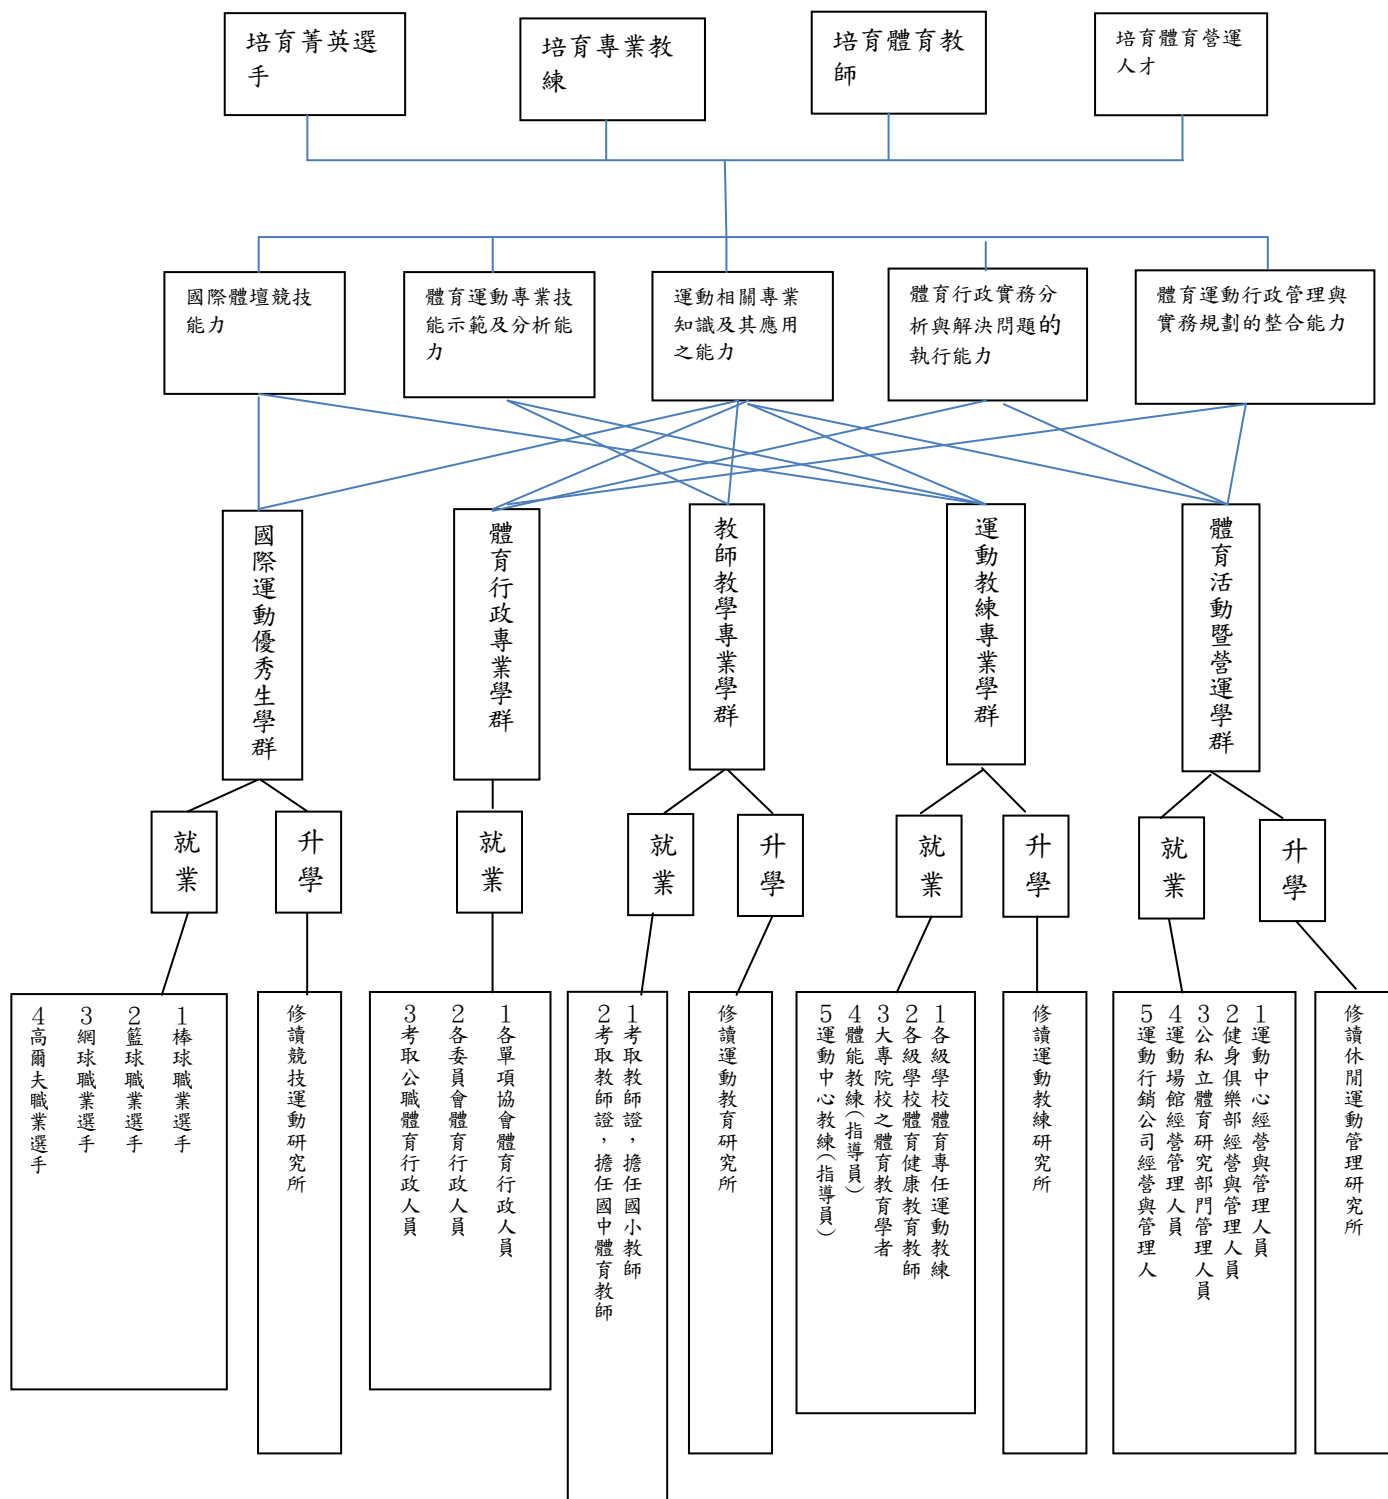 培育菁英選
手
培育專業教
練
培育體育教
師
培育體育營運
人才
國際體壇競技
能力
體育運動專業技
能示範及分析能
力
運動相關專業
知識及其應用
之能力
體育行政實務分
析與解決問題的
執行能力
體育運動行政管理與
實務規劃的整合能力
國際運動優秀生學群
體育行政專業學群
教師教學專業學群
運動教練專業學群
體育活動暨營運學群
就業
升學
就業
就業
升學
就業
升學
就業
升學
1棒球職業選手
2籃球職業選手
3網球職業選手
4高爾夫職業選手
修讀競技運動研究所
1各單項協會體育行政人員
2各委員會體育行政人員
3考取公職體育行政人員
1考取教師證，擔任國小教師
2考取教師證，擔任國中體育教師
修讀運動教育研究所
1各級學校體育專任運動教練
2各級學校體育健康教育教師
3大專院校之體育教育學者
4體能教練(指導員)
5運動中心教練(指導員)
修讀運動教練研究所
1運動中心經營與管理人員
2健身俱樂部經營與管理人員
3公私立體育研究部門管理人員
4運動場館經營管理人員
5運動行銷公司經營與管理人
修讀休閒運動管理研究所